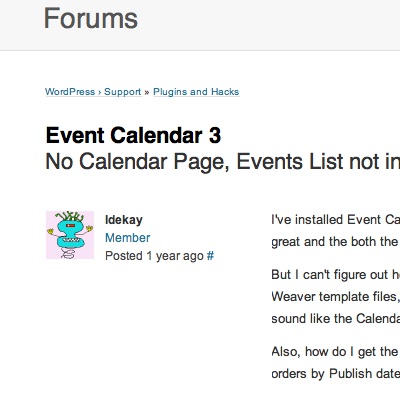 Forums
WordPress › Support » Plugins and Hacks
Event Calendar 3
No Calendar Page, Events List not in
ldekay
Member
Posted 1 year ago #
I've installed Event Ca
great and the both the
But I can't figure out h
Weaver template files,
sound like the Calenda
Also, how do I get the
orders by Publish date